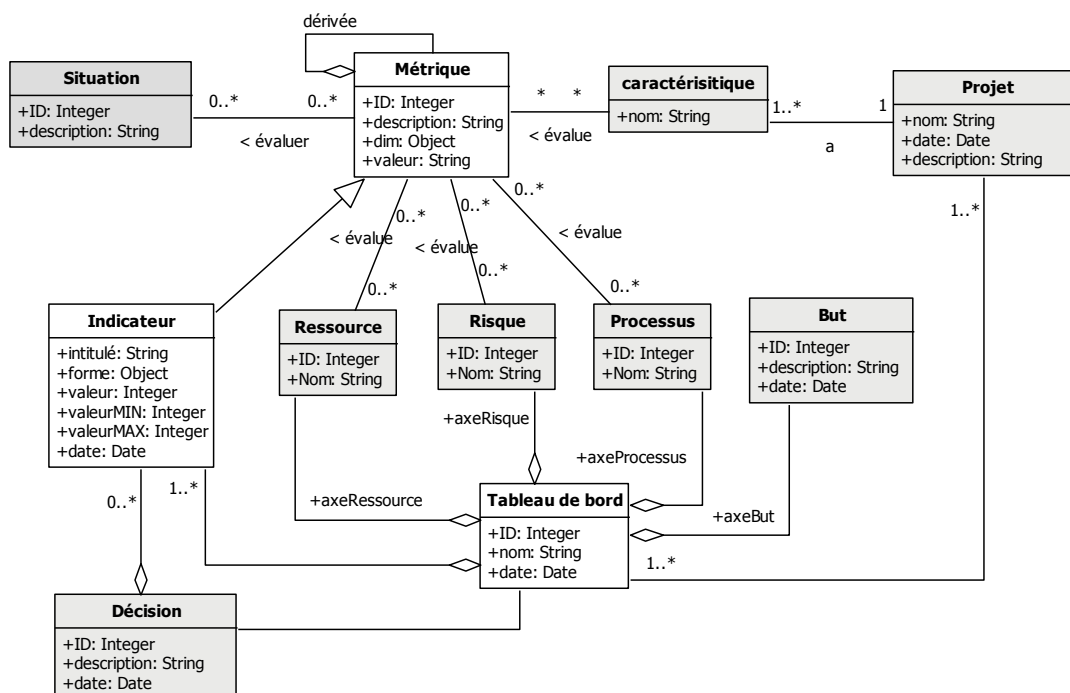 dérivée
Situation
+ID: Integer
+description: String
0..*
0..*
< évaluer
Métrique
+ID: Integer
+description: String
+dim: Object
+valeur: String
*
*
< évalue
caractérisitique
+nom: String
1..*
1
a
Projet
+nom: String
+date: Date
+description: String
0..*
< évalue
0..*
0..*
< évalue
0..*
0..*
< évalue
0..*
1..*
Indicateur
+intitulé: String
+forme: Object
+valeur: Integer
+valeurMIN: Integer
+valeurMAX: Integer
+date: Date
Ressource
+ID: Integer
+Nom: String
Risque
+ID: Integer
+Nom: String
Processus
+ID: Integer
+Nom: String
But
+ID: Integer
+description: String
+date: Date
+axeRisque
+axeProcessus
+axeRessource
+axeBut
0..*
1..*
Tableau de bord
+ID: Integer
+nom: String
+date: Date
1..*
Décision
+ID: Integer
+description: String
+date: Date